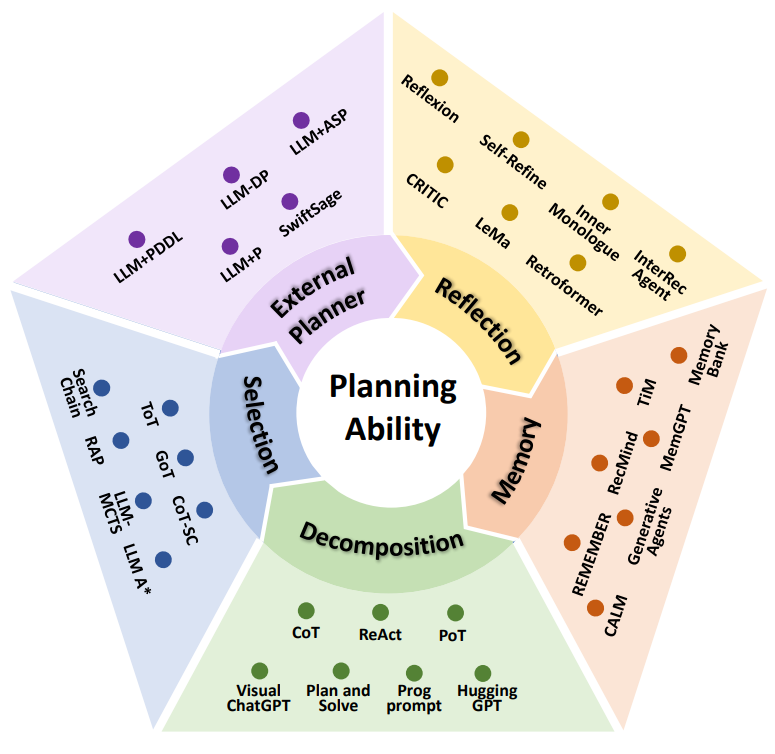 Planning
Ability
External
Planner
LLM+ASP
LLM-DP
SwiftSage
LLM+PDDL
LLM+P
Reflection
Reflexion
Self-Refine
CRITIC
Inner
Monologue
LeMa
InterRec
Agent
Retroformer
Memory
Memory
Bank
TiM
MemGPT
RecMind
Generative
Agents
REMEMBER
CALM
Decomposition
CoT
ReAct
PoT
Visual
ChatGPT
Plan and
Solve
Prog
prompt
Hugging
GPT
Selection
Search
Chain
ToT
RAP
GoT
LLM-
MCTS
CoT-SC
LLM A*